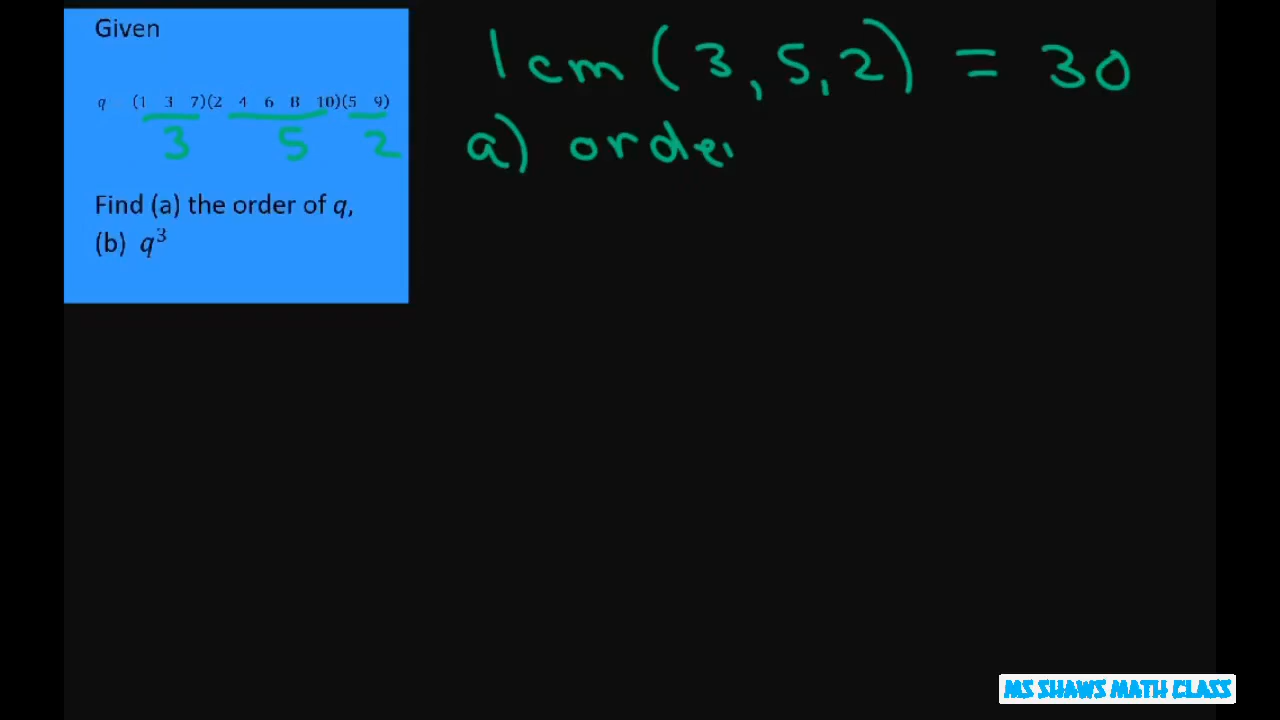 Given
q (1 3 7)(2 4 6 8 10)(5 9)
3 5 2
Find (a) the order of q,
(b) q³
lcm (3, 5, 2) = 30
a) order
MS SHAWS MATH CLASS